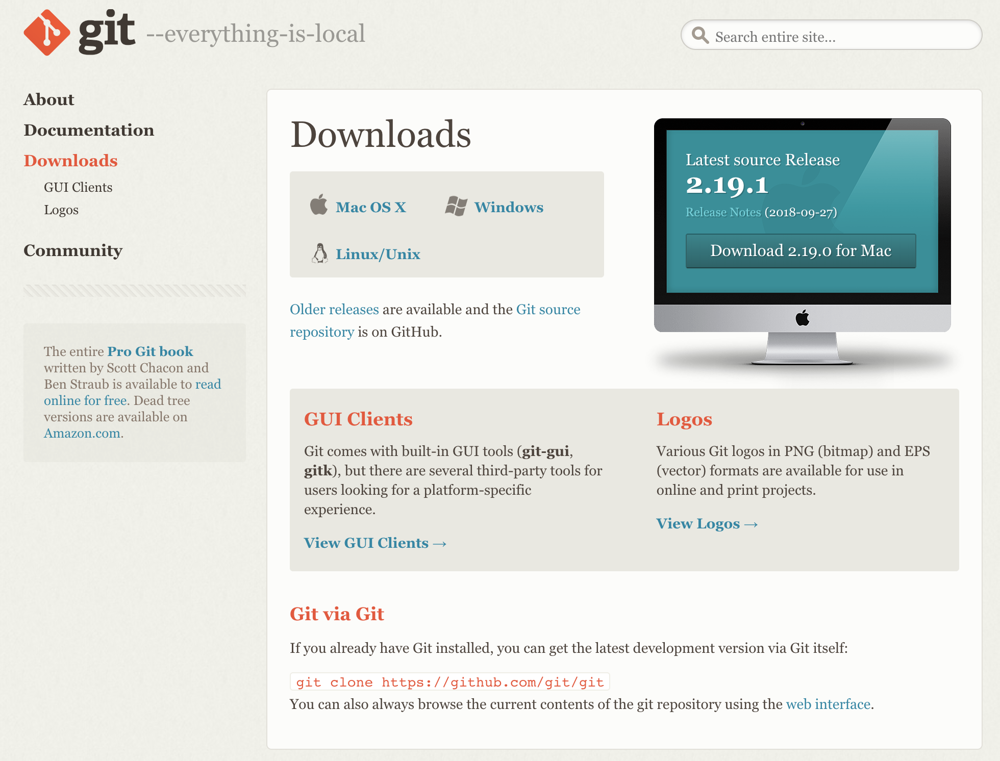 git --everything-is-local
Search entire site...
About
Documentation
Downloads
GUI Clients
Logos
Community
The entire Pro Git book
written by Scott Chacon and
Ben Straub is available to read
online for free. Dead tree
versions are available on
Amazon.com.
Downloads
Mac OS X
Windows
Linux/Unix
Older releases are available and the Git source
repository is on GitHub.
Latest source Release
2.19.1
Release Notes (2018-09-27)
Download 2.19.0 for Mac
GUI Clients
Git comes with built-in GUI tools (git-gui,
gitk), but there are several third-party tools for
users looking for a platform-specific
experience.
View GUI Clients →
Logos
Various Git logos in PNG (bitmap) and EPS
(vector) formats are available for use in
online and print projects.
View Logos →
Git via Git
If you already have Git installed, you can get the latest development version via Git itself:
git clone https://github.com/git/git
You can also always browse the current contents of the git repository using the web interface.